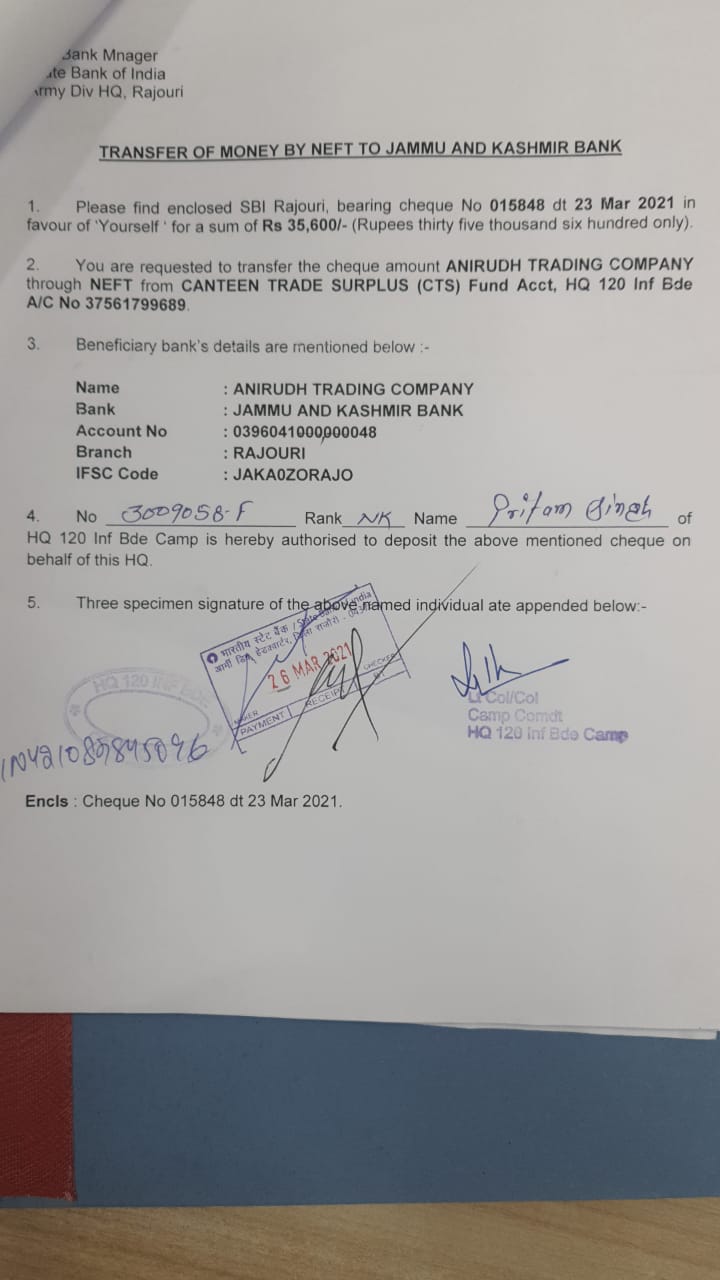 Bank Mnager
ate Bank of India
Army Div HQ, Rajouri
TRANSFER OF MONEY BY NEFT TO JAMMU AND KASHMIR BANK
1. Please find enclosed SBI Rajouri, bearing cheque No 015848 dt 23 Mar 2021 in
favour of 'Yourself ' for a sum of Rs 35,600/- (Rupees thirty five thousand six hundred only).
2. You are requested to transfer the cheque amount ANIRUDH TRADING COMPANY
through NEFT from CANTEEN TRADE SURPLUS (CTS) Fund Acct, HQ 120 Inf Bde
A/C No 37561799689.
3. Beneficiary bank's details are mentioned below :-
Name : ANIRUDH TRADING COMPANY
Bank : JAMMU AND KASHMIR BANK
Account No : 0396041000000048
Branch : RAJOURI
IFSC Code : JAKA0ZORAJO
4. No 3009058-F Rank NK Name Pritam Singh of
HQ 120 Inf Bde Camp is hereby authorised to deposit the above mentioned cheque on
behalf of this HQ.
5. Three specimen signature of the above named individual ate appended below:-
भारतीय स्टेट बैंक / State Bank of India
आर्मी डिव हेडक्वार्टर, जिला राजौरी
26 MAR 2021
PAYMENT RECEIPT
CHECKER
HQ 120 INF BDE
Lt Col/Col
Camp Comdt
HQ 120 Inf Bde Camp
Encls : Cheque No 015848 dt 23 Mar 2021.